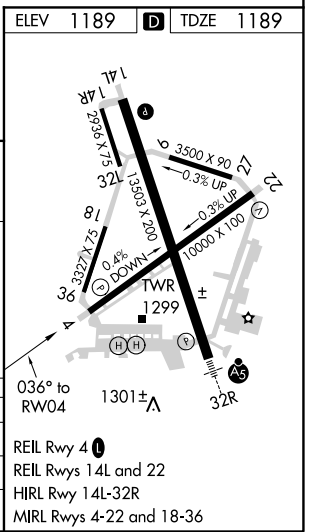 ELEV 1189 D TDZE 1189
14L
14R
P
2936 X 75
32L
9
3500 X 90
0.3% UP
27
22
13503 X 200
0.3% UP
V
10000 X 100
18
3327 X 75
36
P
0.4%
DOWN
TWR
1299
±
4
H H
P
A5
036° to
RW04
1301±
32R
REIL Rwy 4 L
REIL Rwys 14L and 22
HIRL Rwy 14L-32R
MIRL Rwys 4-22 and 18-36